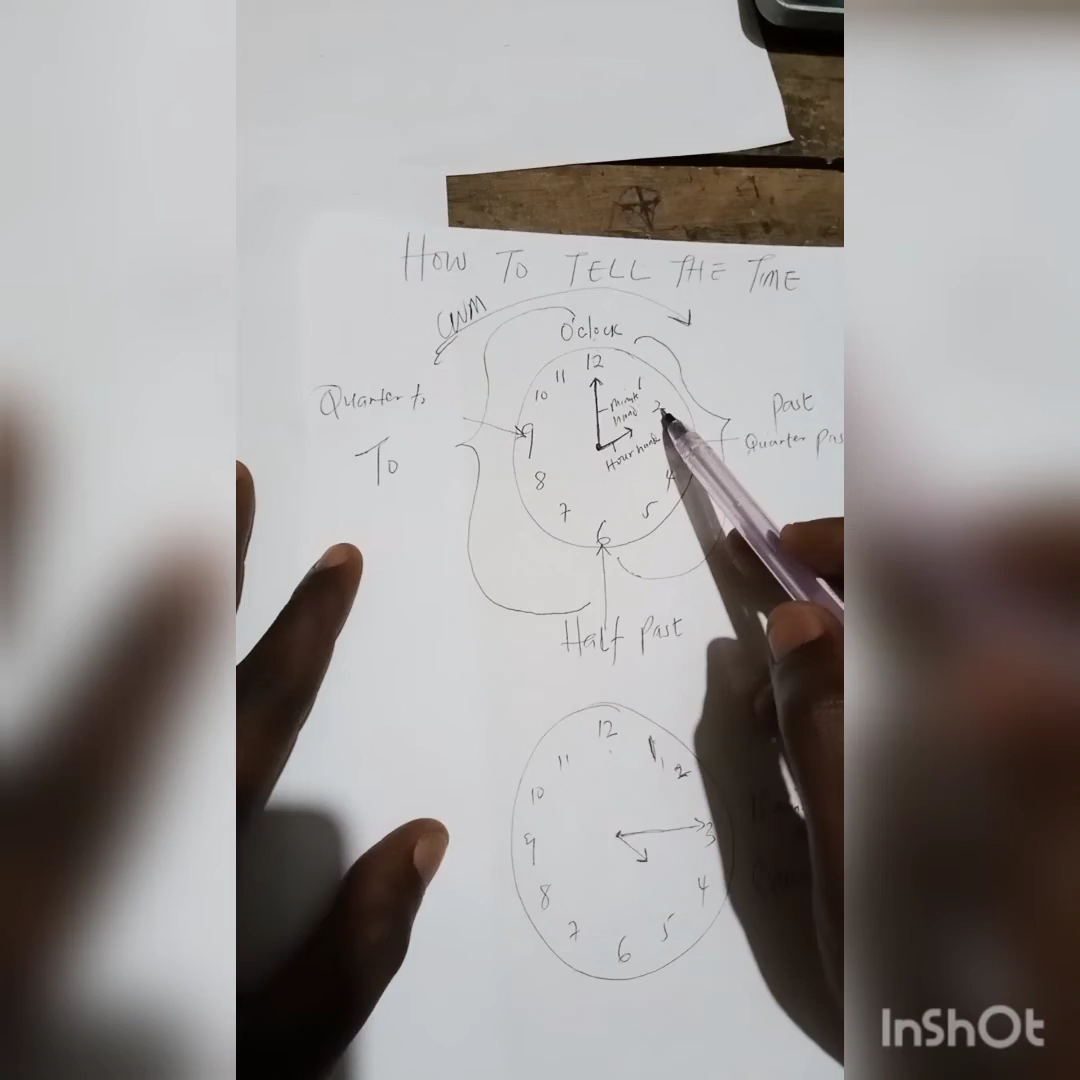 HOW TO TELL THE TIME
CWM
O'clock
12
11
1
10
minute
hand
2
Quarter to
Past
9
Hour hand
Quarter pas
To
8
4
7
5
6
Half Past
12
11
1
2
10
9
3
8
4
7
5
6
InShOt